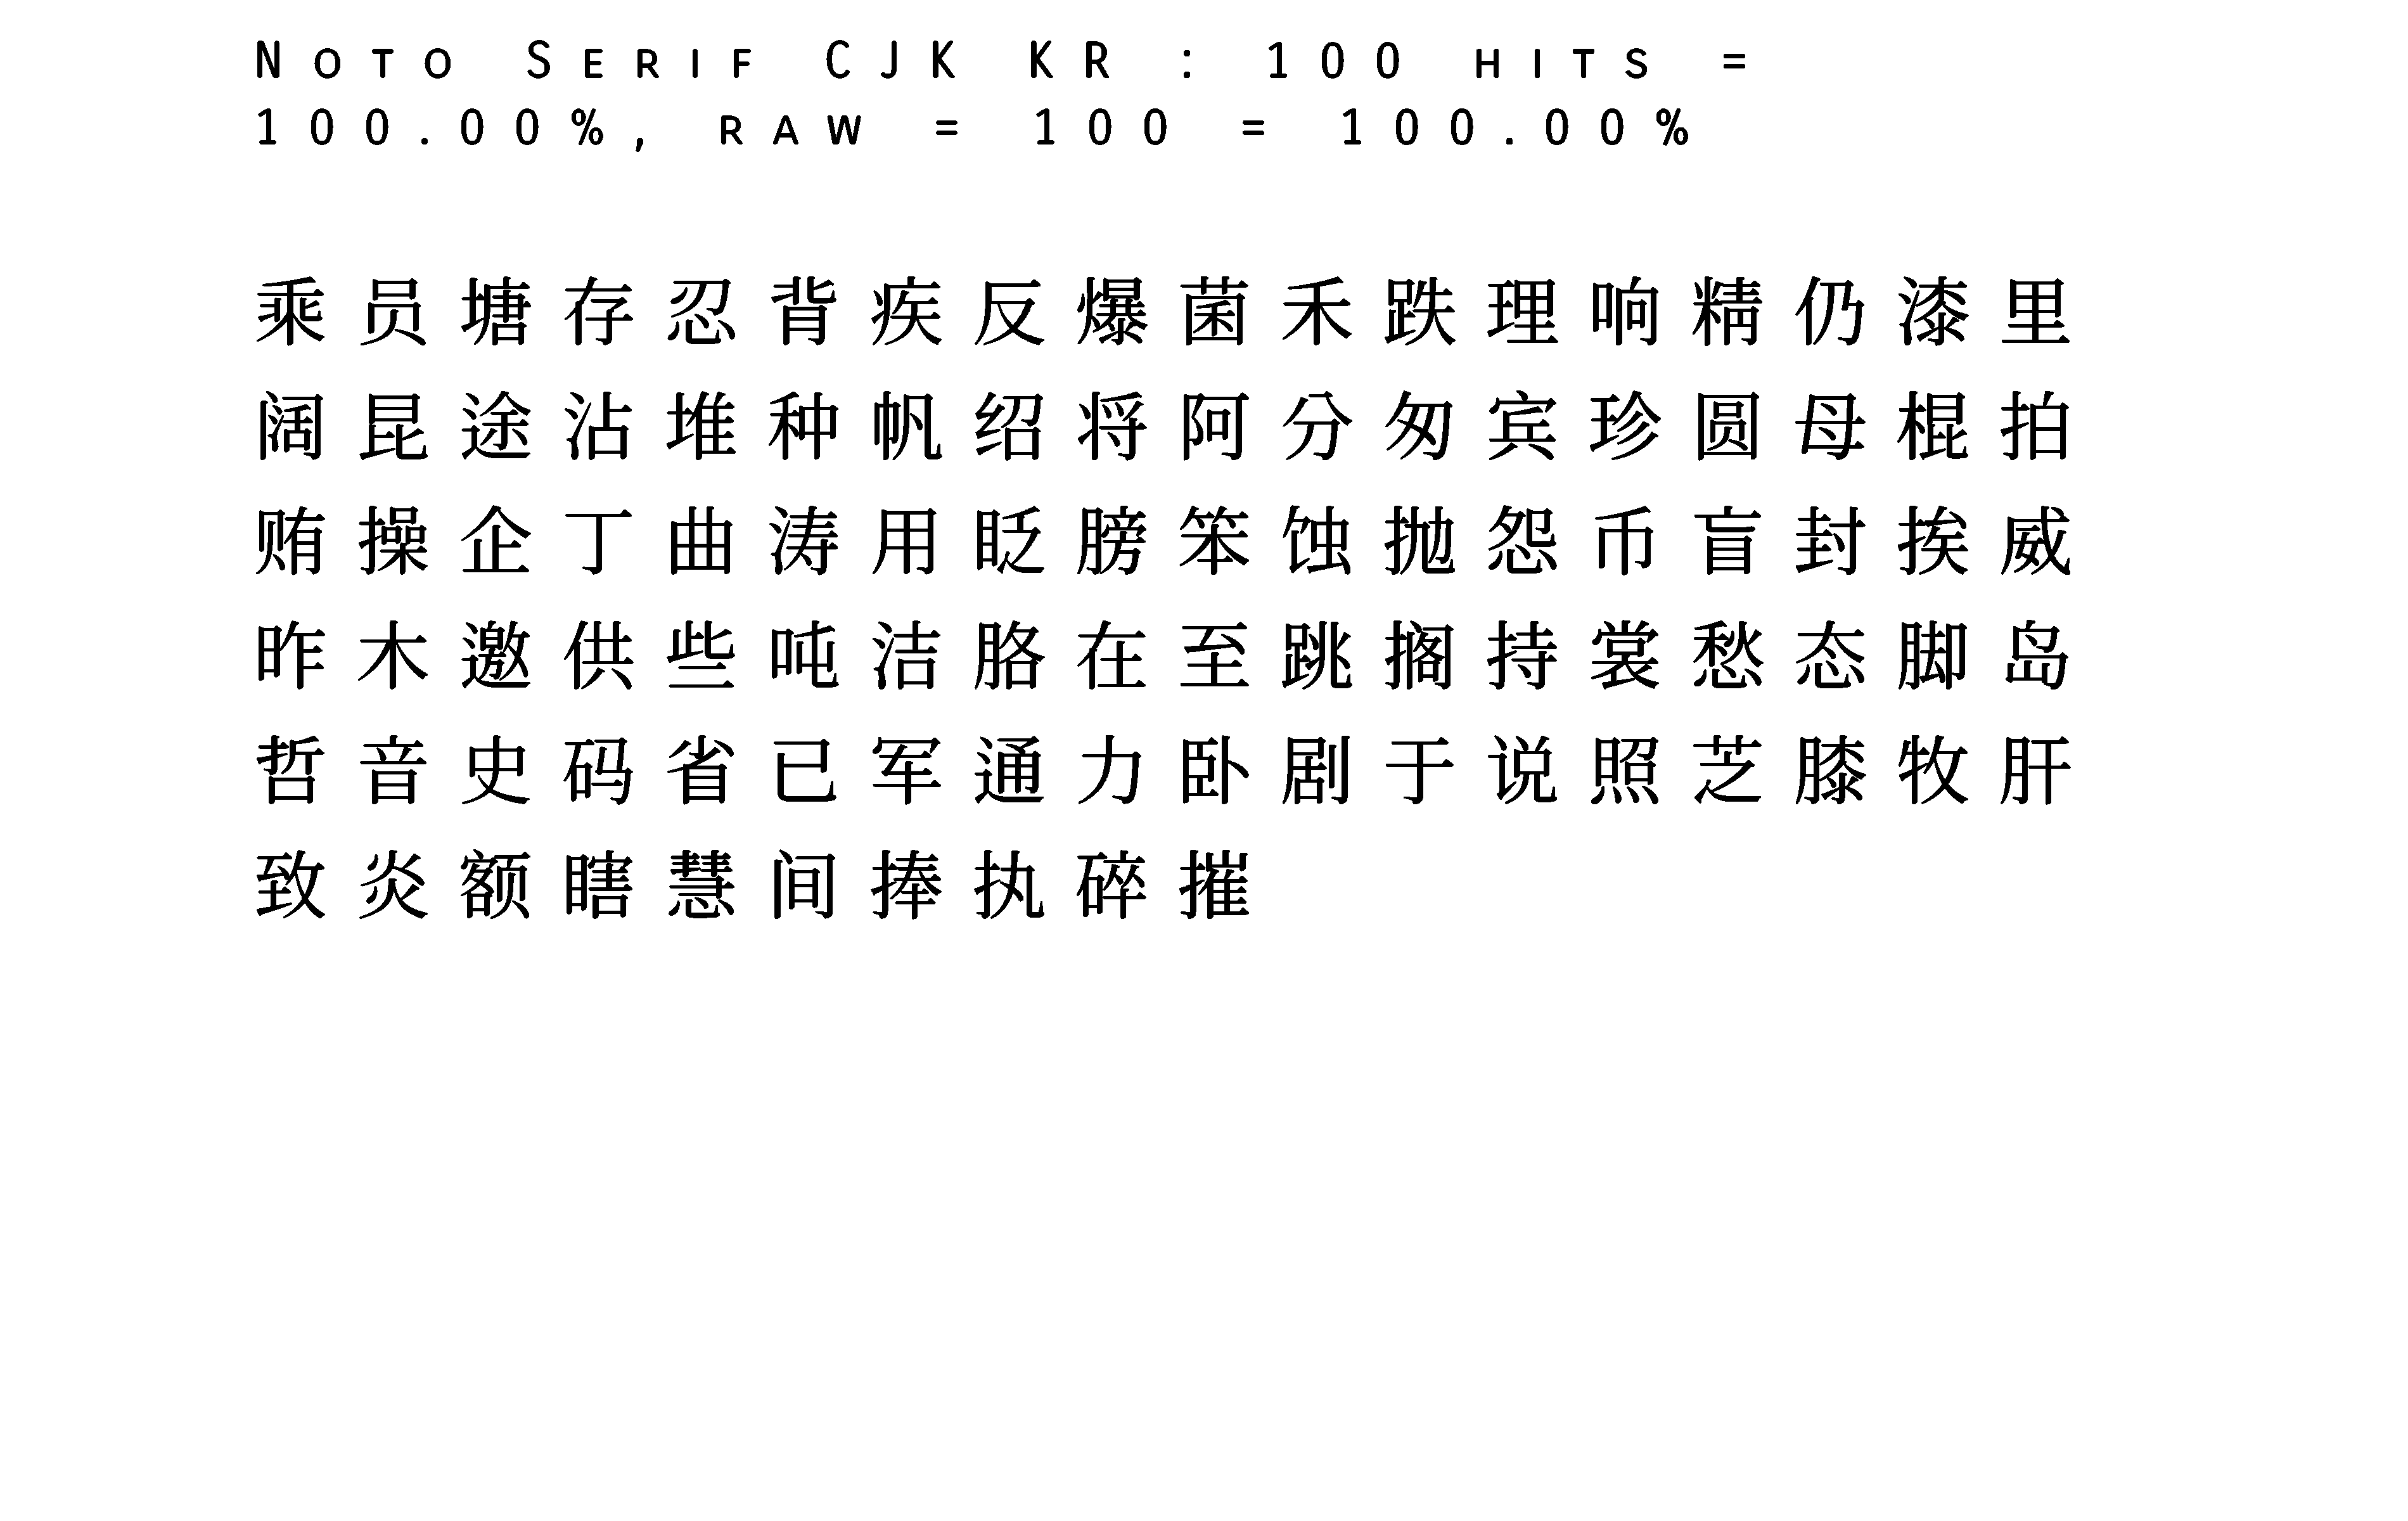 Noto Serif CJK KR : 100 hits =
100.00%, raw = 100 = 100.00%
乘员塘存忍背疾反爆菌禾跌理响精仍漆里
阔昆途沾堆种帆绍将阿分匆宾珍圆母棍拍
贿操企丁曲涛用眨膀笨蚀抛怨币盲封挨威
昨木邀供些吨洁胳在至跳搁持裳愁态脚岛
哲音史码省已军通力卧剧于说照芝膝牧肝
致炎额瞎慧间捧执碎摧